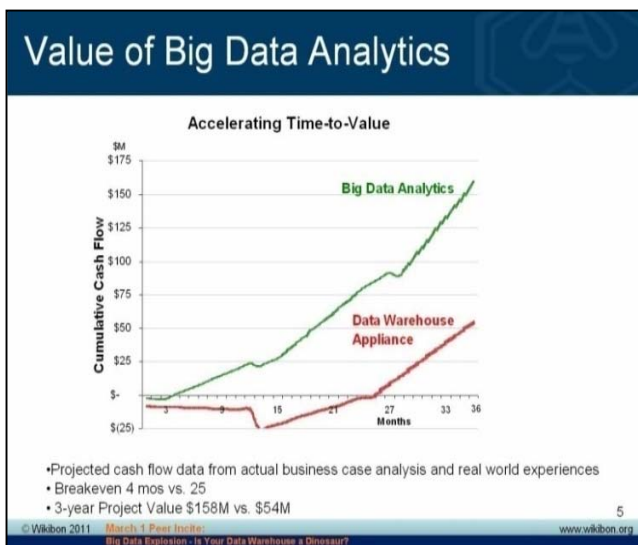 Value of Big Data Analytics
Accelerating Time-to-Value
$M
$175
$150
$125
$100
$75
$50
$25
$-
$(25)
Cumulative Cash Flow
Big Data Analytics
Data Warehouse
Appliance
3 9 15 21 27 33 36
Months
•Projected cash flow data from actual business case analysis and real world experiences
• Breakeven 4 mos vs. 25
• 3-year Project Value $158M vs. $54M
5
© Wikibon 2011 March 1 Peer Incite: www.wikibon.org
Big Data Explosion - Is Your Data Warehouse a Dinosaur?